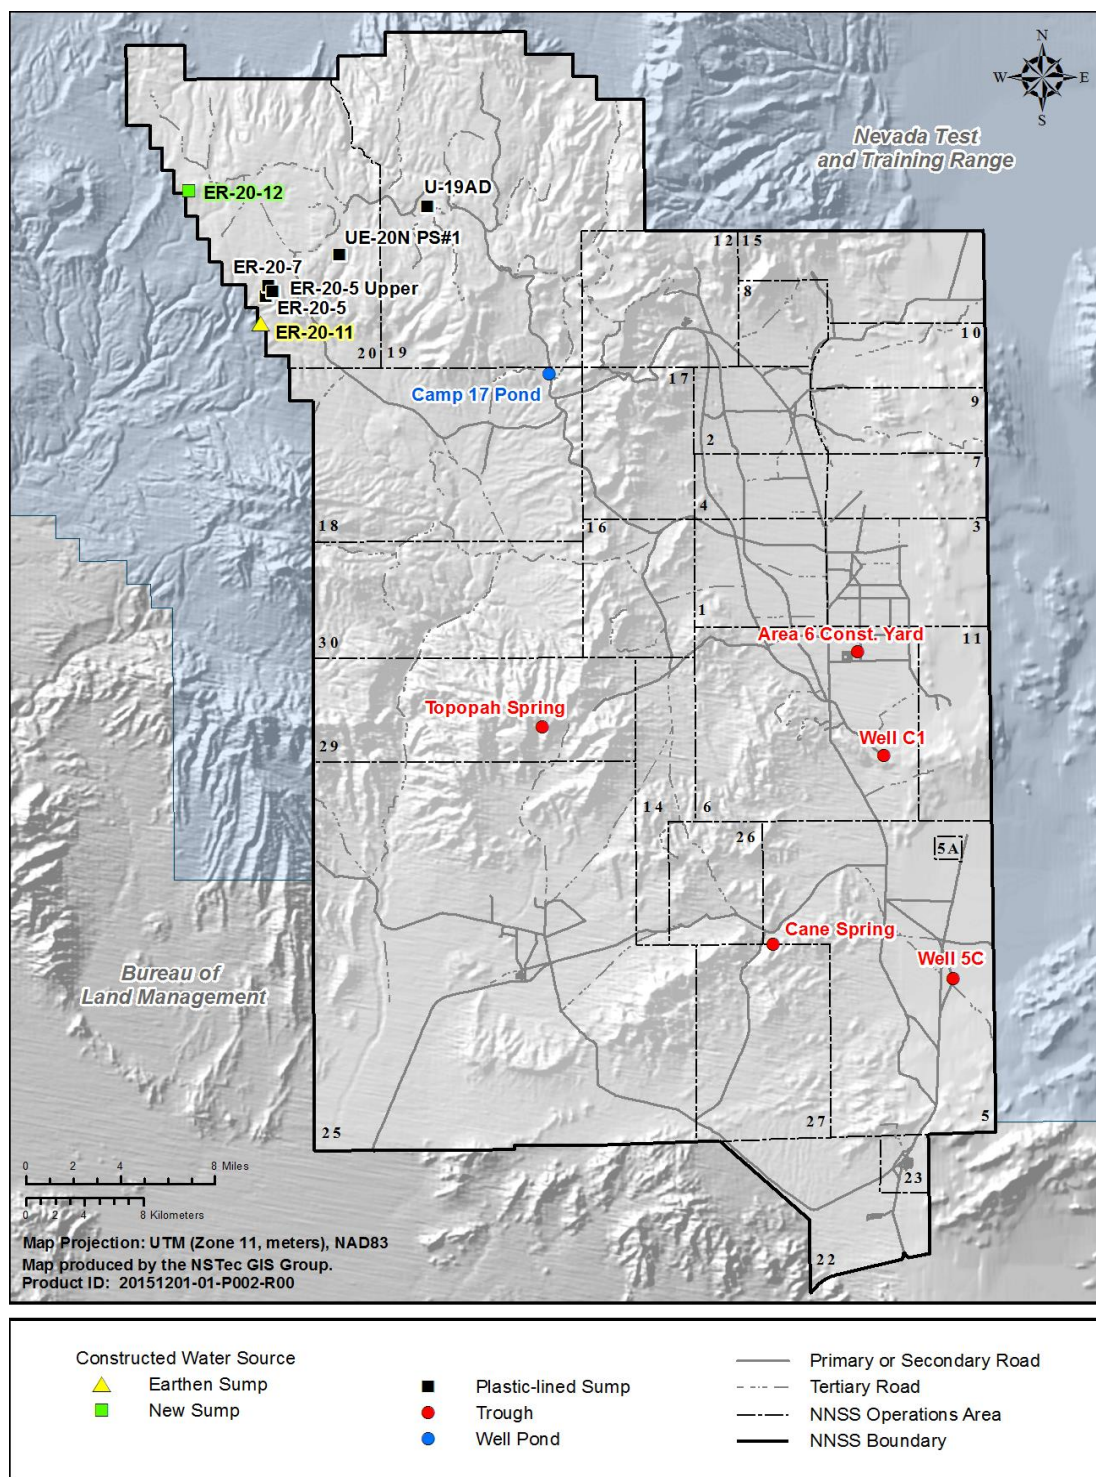 N
W E
S
Nevada Test
and Training Range
ER-20-12
U-19AD
UE-20N PS#1
ER-20-7
ER-20-5 Upper
ER-20-5
ER-20-11
12 15
8
10
20 19
17
Camp 17 Pond
9
2
7
4
18
16
3
1
30
Area 6 Const. Yard
11
Topopah Spring
29
Well C1
14
6
26
5A
Cane Spring
Well 5C
Bureau of
Land Management
25
27
5
23
22
0 2 4 8 Miles
0 2 4 8 Kilometers
Map Projection: UTM (Zone 11, meters), NAD83
Map produced by the NSTec GIS Group.
Product ID: 20151201-01-P002-R00
Constructed Water Source
Earthen Sump
New Sump
Plastic-lined Sump
Trough
Well Pond
Primary or Secondary Road
Tertiary Road
NNSS Operations Area
NNSS Boundary